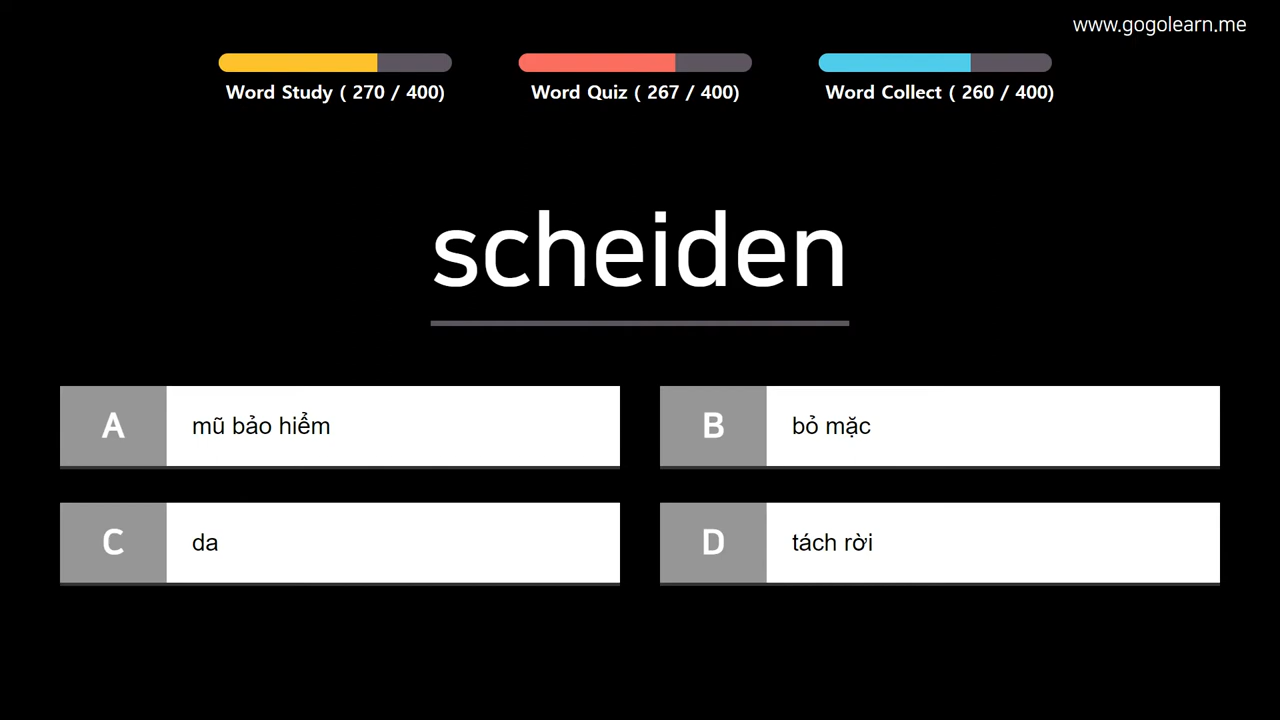 www.gogolearn.me
Word Study ( 270 / 400)
Word Quiz ( 267 / 400)
Word Collect ( 260 / 400)
scheiden
A mũ bảo hiểm
B bỏ mặc
C da
D tách rời